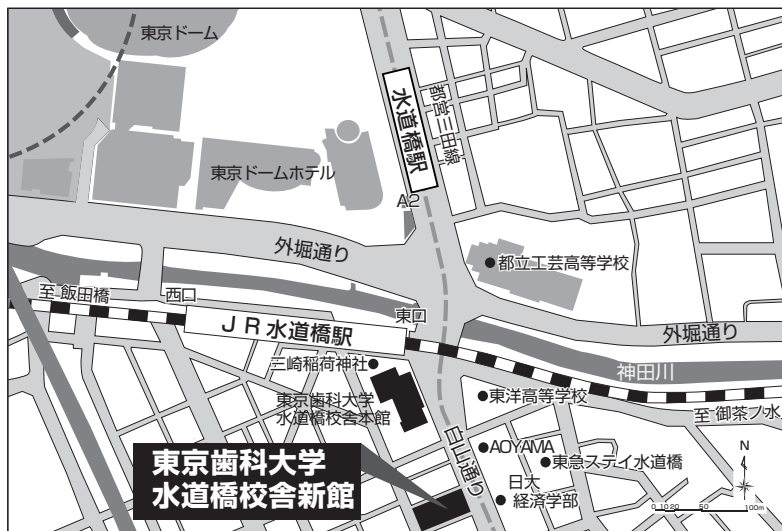 東京ドーム
水道橋駅
都営三田線
東京ドームホテル
A2
外堀通り
都立工芸高等学校
至 飯田橋
西口
東口
JR水道橋駅
外堀通り
神田川
三崎稲荷神社
東京歯科大学
水道橋校舎本館
東洋高等学校
至 御茶ノ水
白山通り
AOYAMA
東急ステイ水道橋
東京歯科大学
水道橋校舎新館
日大
経済学部
N
0 10 20 50 100m